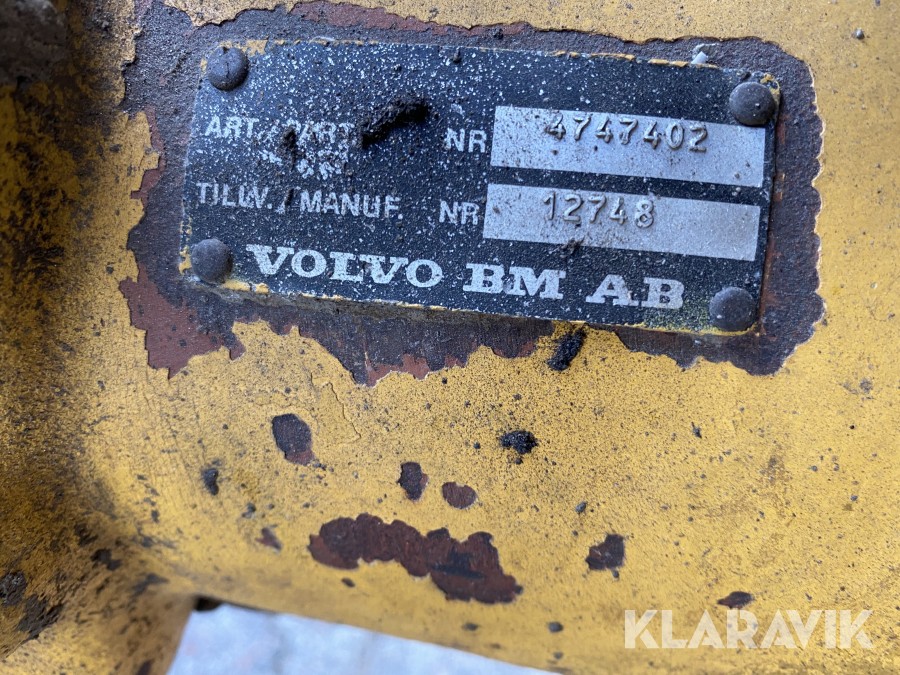 ART./PART NR 4747402
TILLV./MANUF. NR 12748
VOLVO BM AB
KLARAVIK